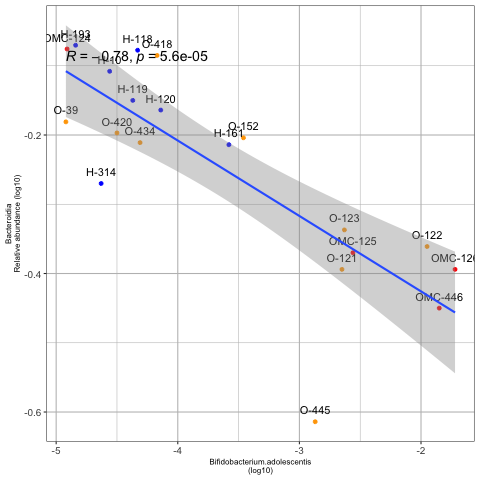 H-193
OMC-124
H-118
O-418
R = −0.78, p = 5.6e-05
H-10
H-119
H-120
O-39
O-420
O-434
O-152
H-161
H-314
O-123
OMC-125
O-121
O-122
OMC-126
OMC-446
O-445
-0.2
-0.4
-0.6
-5
-4
-3
-2
Bacteroidia
Relative abundance (log10)
Bifidobacterium.adolescentis
(log10)